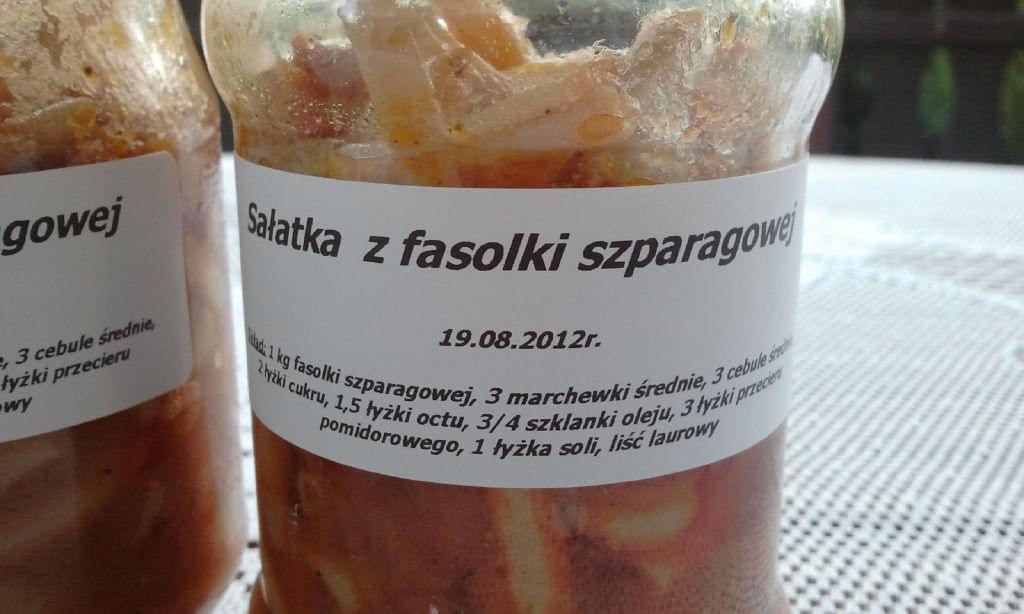 agowej
, 3 cebule średnie,
łyżki przecieru
owy
Sałatka z fasolki szparagowej
19.08.2012r.
Skład: 1 kg fasolki szparagowej, 3 marchewki średnie, 3 cebule średnie
2 łyżki cukru, 1,5 łyżki octu, 3/4 szklanki oleju, 3 łyżki przecieru
pomidorowego, 1 łyżka soli, liść laurowy